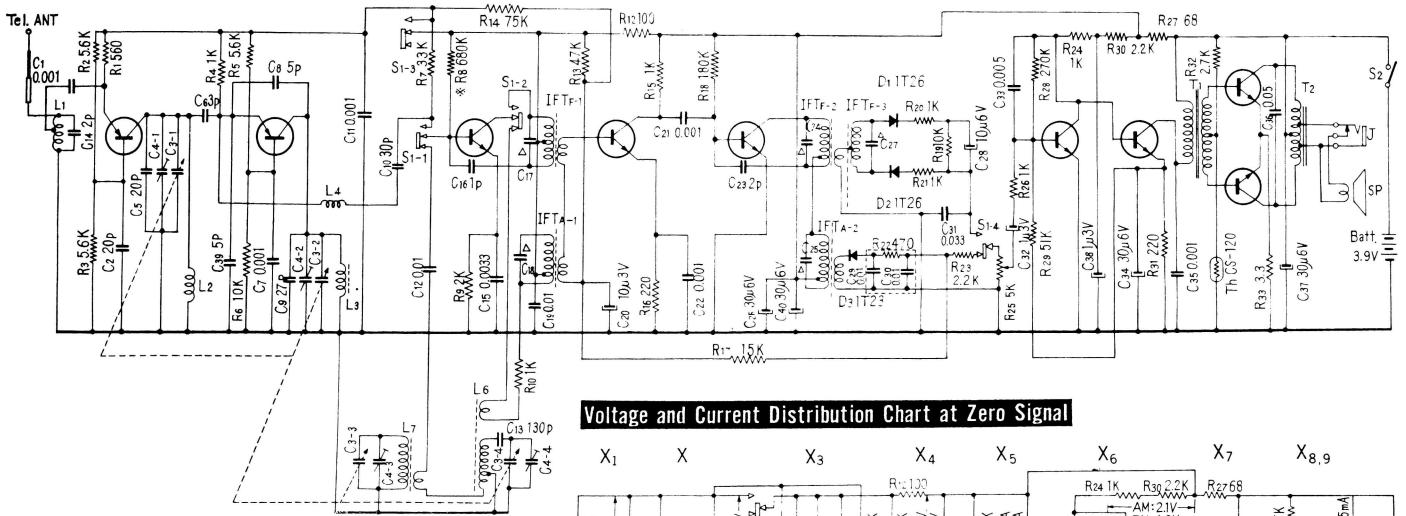 Tel. ANT
C1
0.001
L1
C14 2p
R2 5.6K
R1 560
R3 5.6K
C2 20p
C5 20P
C4-1
C3-1
L2
C6 3p
R4 1K
R5 5.6K
C8 5p
C39 5P
R6 10K
C7 0.001
C9 27
C4-2
C3-2
L3
L4
C11 0.001
C10 30p
S1-3
R7 3.3K
S1-1
C12 0.01
R14 75K
※ R8 680K
S1-2
C16 1p
C17
R9 2K
C15 0.0033
IFTF-1
IFTA-1
C18
C19 0.01
R10 1K
R13 47K
R12 100
C20 10μ3V
R15 1K
C21 0.001
R16 220
C22 0.001
R18 180K
C23 2p
R17 15K
IFTF-2
IFTF-3
C24
C27
D1 1T26
R20 1K
R19 10K
R21 1K
C28 10μ6V
D2 1T26
C31
0.033
IFTA-2
30μ6V
C40 30μ6V
R22 470
C29
D3 1T23
R23
2.2K
S1-4
R25 5K
C33 0.005
R28 270K
R26 1K
C32 1μ3V
R29 51K
R24
1K
R30 2.2K
R27 68
C38 1μ3V
C34 30μ6V
R31 220
C35 0.001
T1
R32
2.7K
Th CS-120
R33 3.3
0.05
T2
C37 30μ6V
J
SP
S2
Batt.
3.9V
L7
L6
C3-3
C4-3
C13 130p
C3-4
C4-4
Voltage and Current Distribution Chart at Zero Signal
X1 X X3 X4 X5 X6 X7 X8,9
R24 1K
R30 2.2K
R27 68
AM: 2.1V